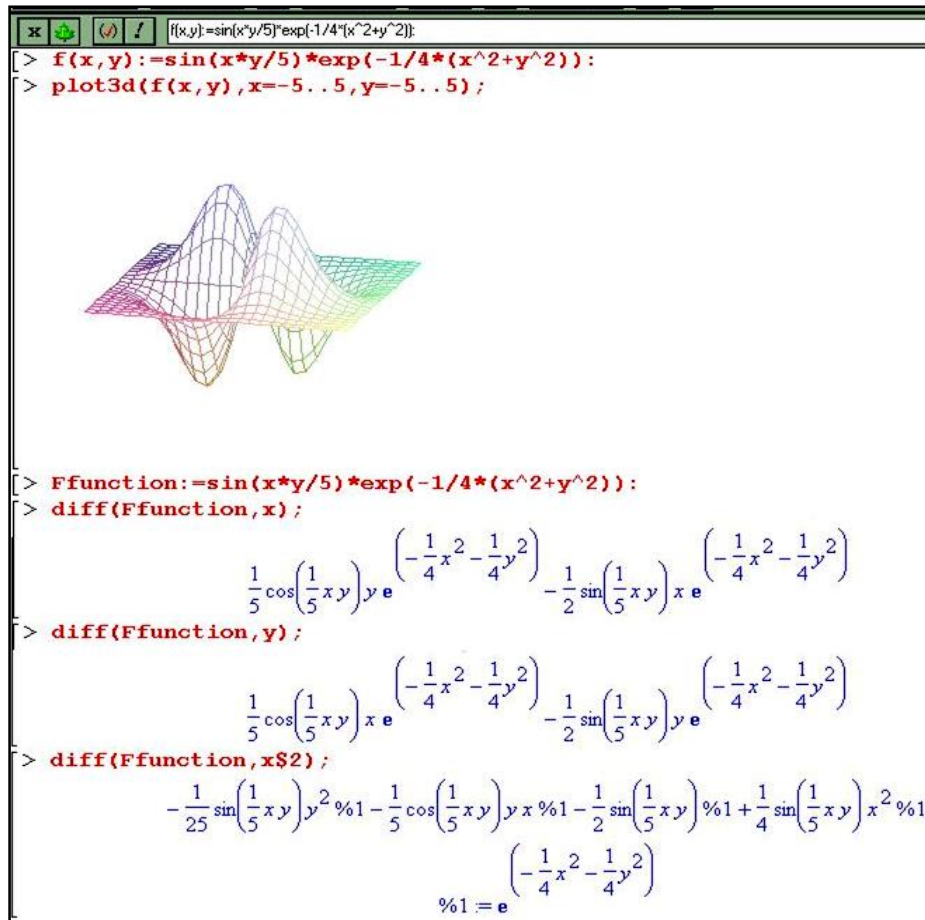 f(x,y):=sin(x*y/5)*exp(-1/4*(x^2+y^2)):
[> f(x,y):=sin(x*y/5)*exp(-1/4*(x^2+y^2)):
[> plot3d(f(x,y),x=-5..5,y=-5..5);
[> Ffunction:=sin(x*y/5)*exp(-1/4*(x^2+y^2)):
[> diff(Ffunction,x);
1/5 cos(1/5 x y) y e^(-1/4 x^2 - 1/4 y^2) - 1/2 sin(1/5 x y) x e^(-1/4 x^2 - 1/4 y^2)
[> diff(Ffunction,y);
1/5 cos(1/5 x y) x e^(-1/4 x^2 - 1/4 y^2) - 1/2 sin(1/5 x y) y e^(-1/4 x^2 - 1/4 y^2)
[> diff(Ffunction,x$2);
-1/25 sin(1/5 x y) y^2 %1 - 1/5 cos(1/5 x y) y x %1 - 1/2 sin(1/5 x y) %1 + 1/4 sin(1/5 x y) x^2 %1
%1 := e^(-1/4 x^2 - 1/4 y^2)